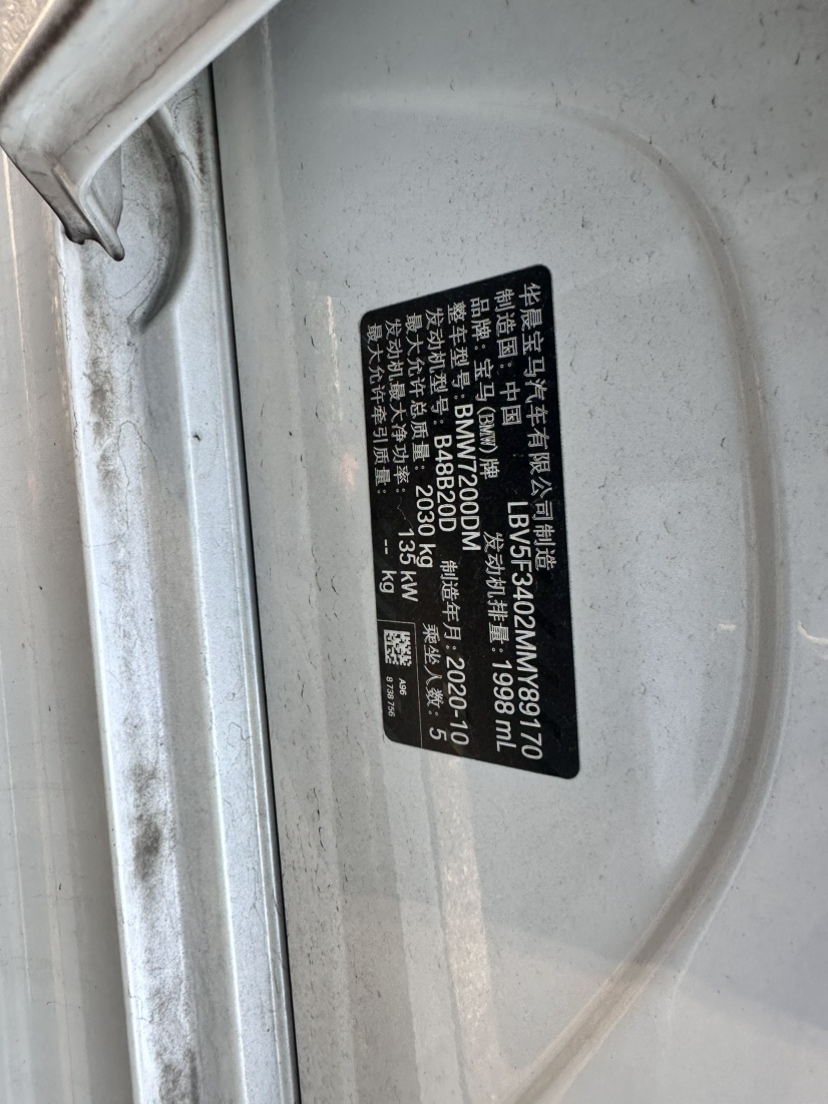 华晨宝马汽车有限公司制造
制造国：中国 LBV5F3402MMY89170
品牌：宝马(BMW)牌 发动机排量：1998 mL
整车型号：BMW7200DM 制造年月：2020-10
发动机型号：B48B20D 乘坐人数：5
最大允许总质量：2030 kg
发动机最大净功率：135 kW
最大允许牵引质量：-- kg
A96
8 738 756